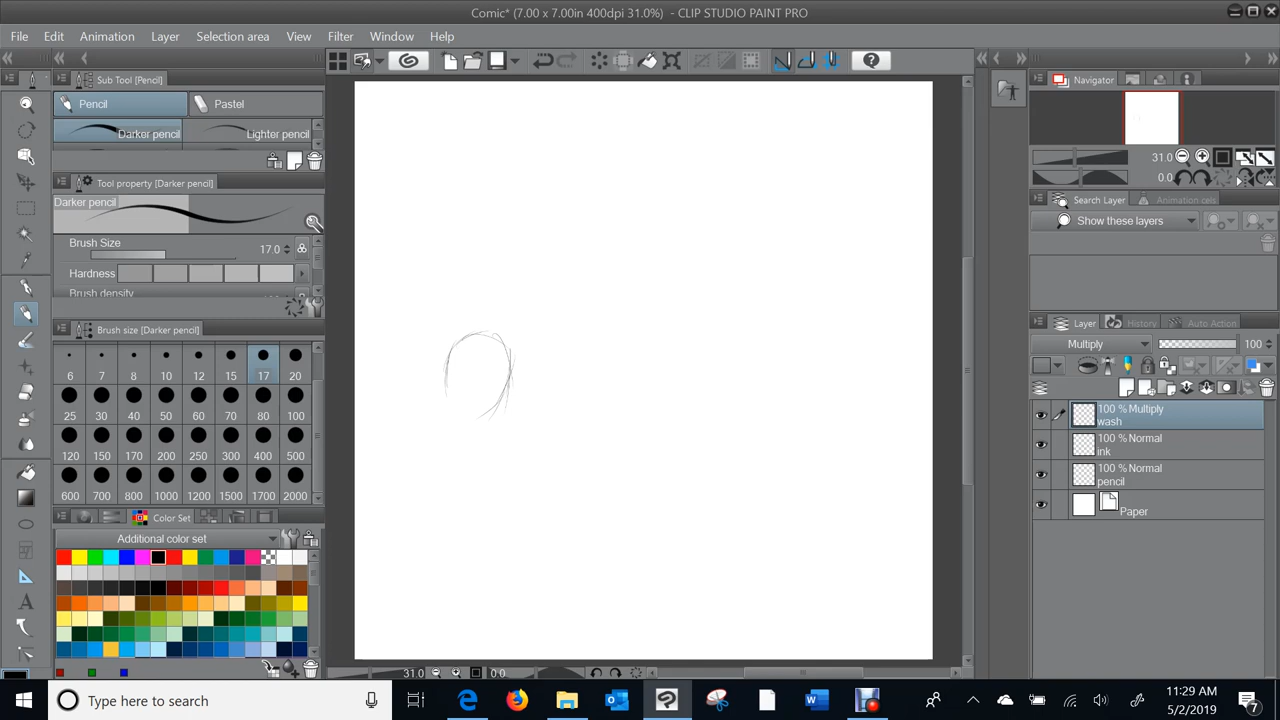 Comic* (7.00 x 7.00in 400dpi 31.0%) - CLIP STUDIO PAINT PRO
File Edit Animation Layer Selection area View Filter Window Help
Sub Tool [Pencil]
Pencil Pastel
Darker pencil Lighter pencil
Tool property [Darker pencil]
Darker pencil
Brush Size 17.0
Hardness
Brush density
Brush size [Darker pencil]
6 7 8 10 12 15 17 20
25 30 40 50 60 70 80 100
120 150 170 200 250 300 400 500
600 700 800 1000 1200 1500 1700 2000
Color Set
Additional color set
31.0 0.0
Navigator
31.0
0.0
Search Layer Animation cels
Show these layers
Layer History Auto Action
Multiply 100
100 % Multiply
wash
100 % Normal
ink
100 % Normal
pencil
Paper
Type here to search
11:29 AM
5/2/2019
7